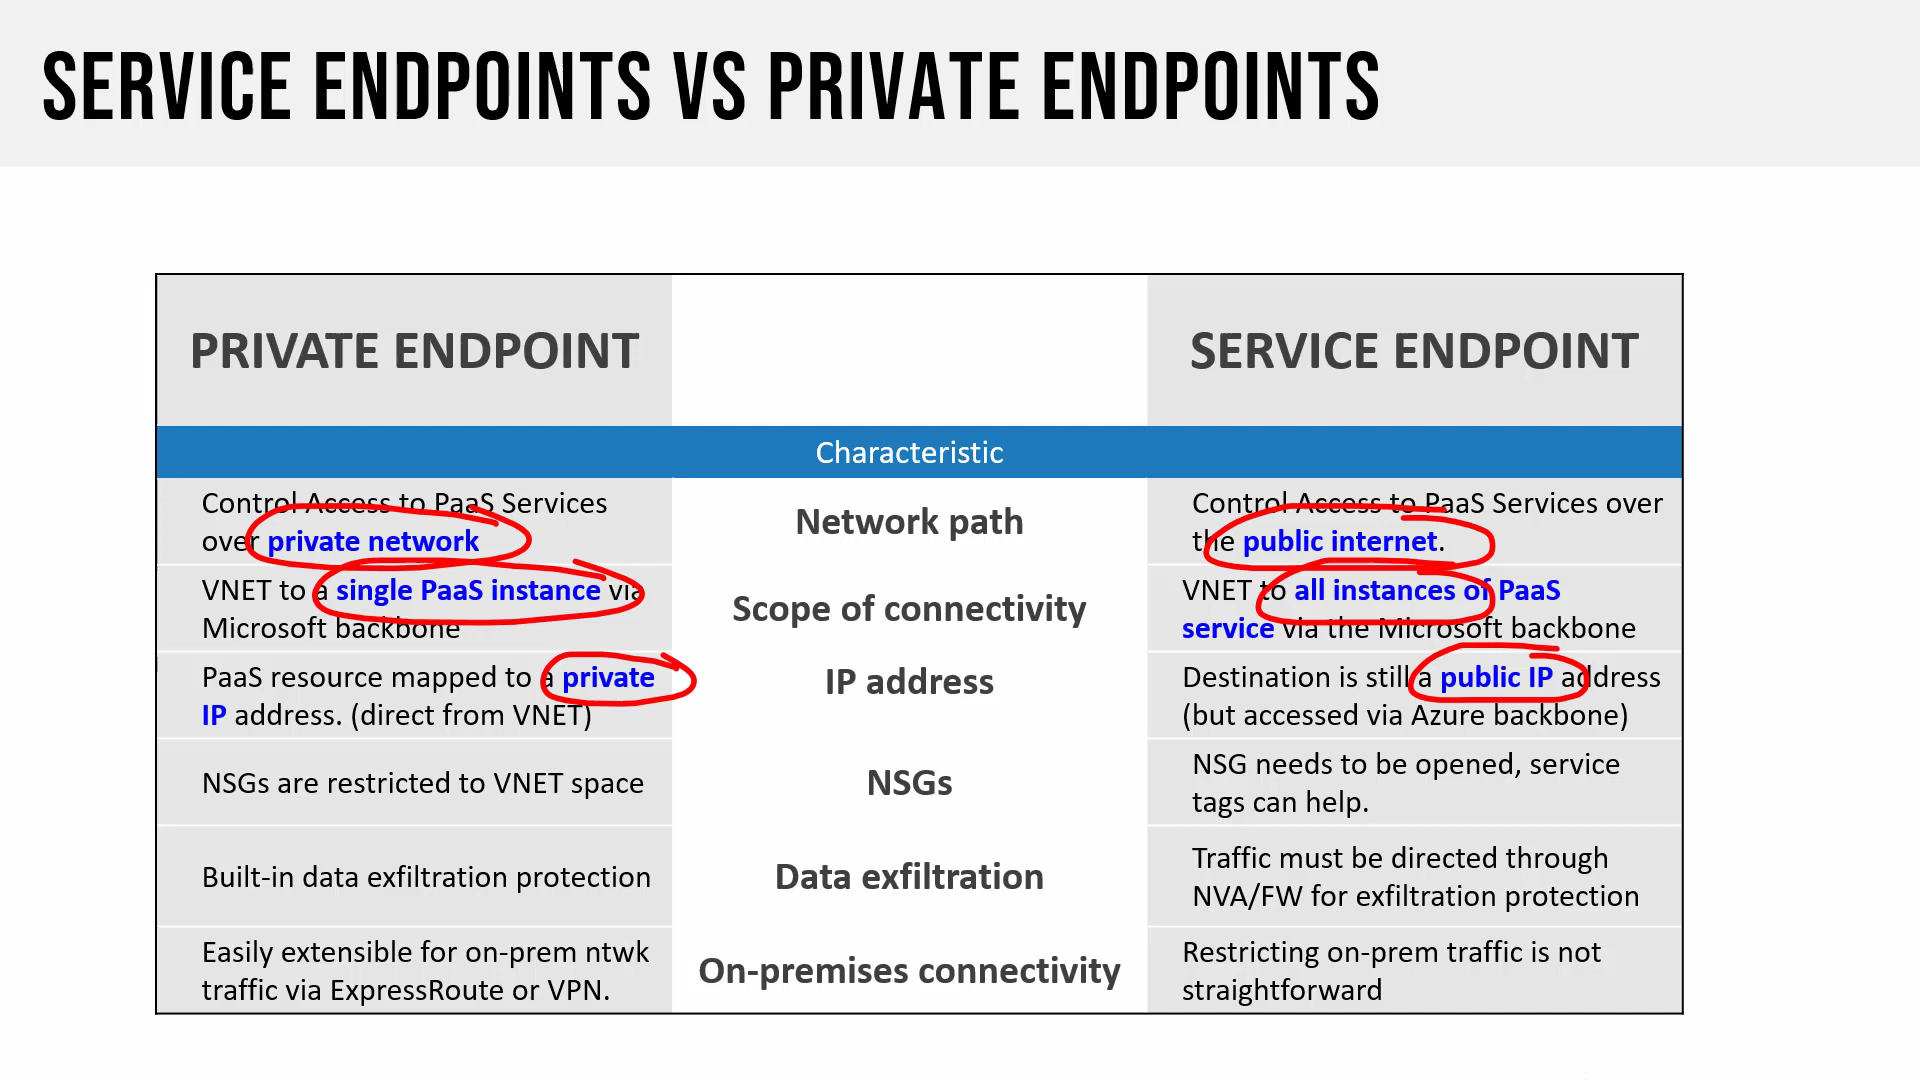 SERVICE ENDPOINTS VS PRIVATE ENDPOINTS
PRIVATE ENDPOINT
SERVICE ENDPOINT
Characteristic
Control Access to PaaS Services
over private network
Network path
Control Access to PaaS Services over
the public internet.
VNET to a single PaaS instance via
Microsoft backbone
Scope of connectivity
VNET to all instances of PaaS
service via the Microsoft backbone
PaaS resource mapped to a private
IP address. (direct from VNET)
IP address
Destination is still a public IP address
(but accessed via Azure backbone)
NSGs are restricted to VNET space
NSGs
NSG needs to be opened, service
tags can help.
Built-in data exfiltration protection
Data exfiltration
Traffic must be directed through
NVA/FW for exfiltration protection
Easily extensible for on-prem ntwk
traffic via ExpressRoute or VPN.
On-premises connectivity
Restricting on-prem traffic is not
straightforward